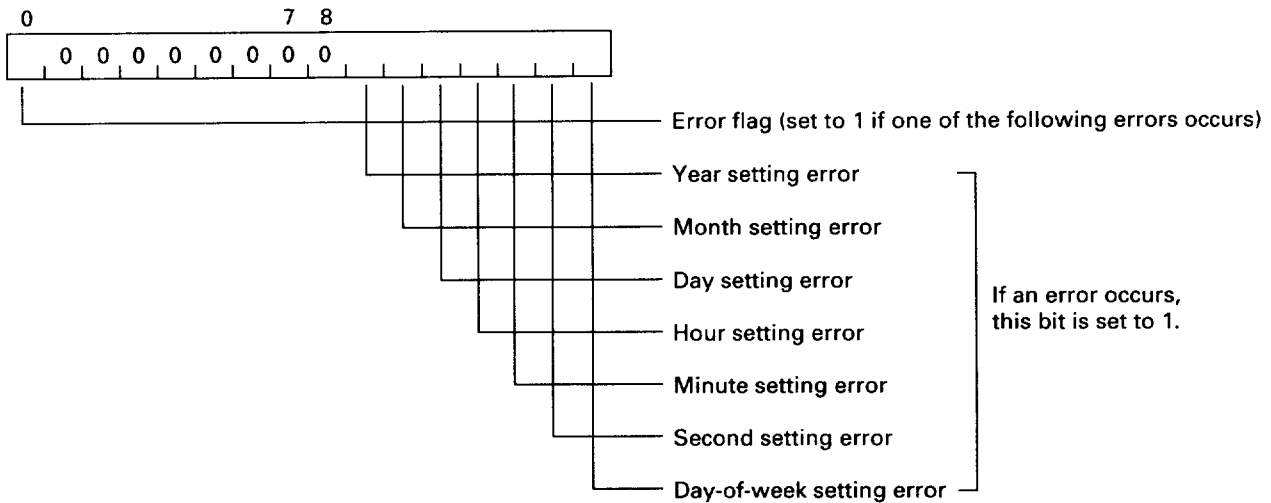 0 7 8
0 0 0 0 0 0 0 0
Error flag (set to 1 if one of the following errors occurs)
Year setting error
Month setting error
Day setting error
If an error occurs,
this bit is set to 1.
Hour setting error
Minute setting error
Second setting error
Day-of-week setting error